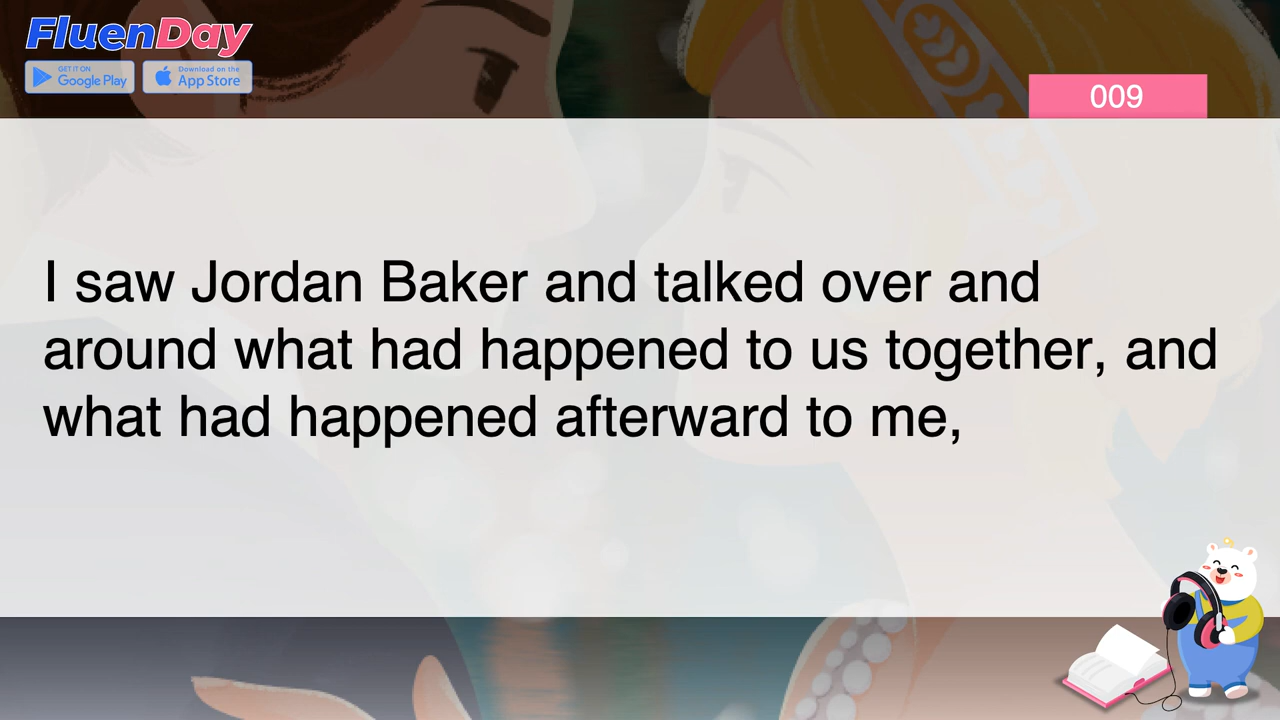 FluenDay
GET IT ON
Google Play
Download on the
App Store
009
I saw Jordan Baker and talked over and
around what had happened to us together, and
what had happened afterward to me,